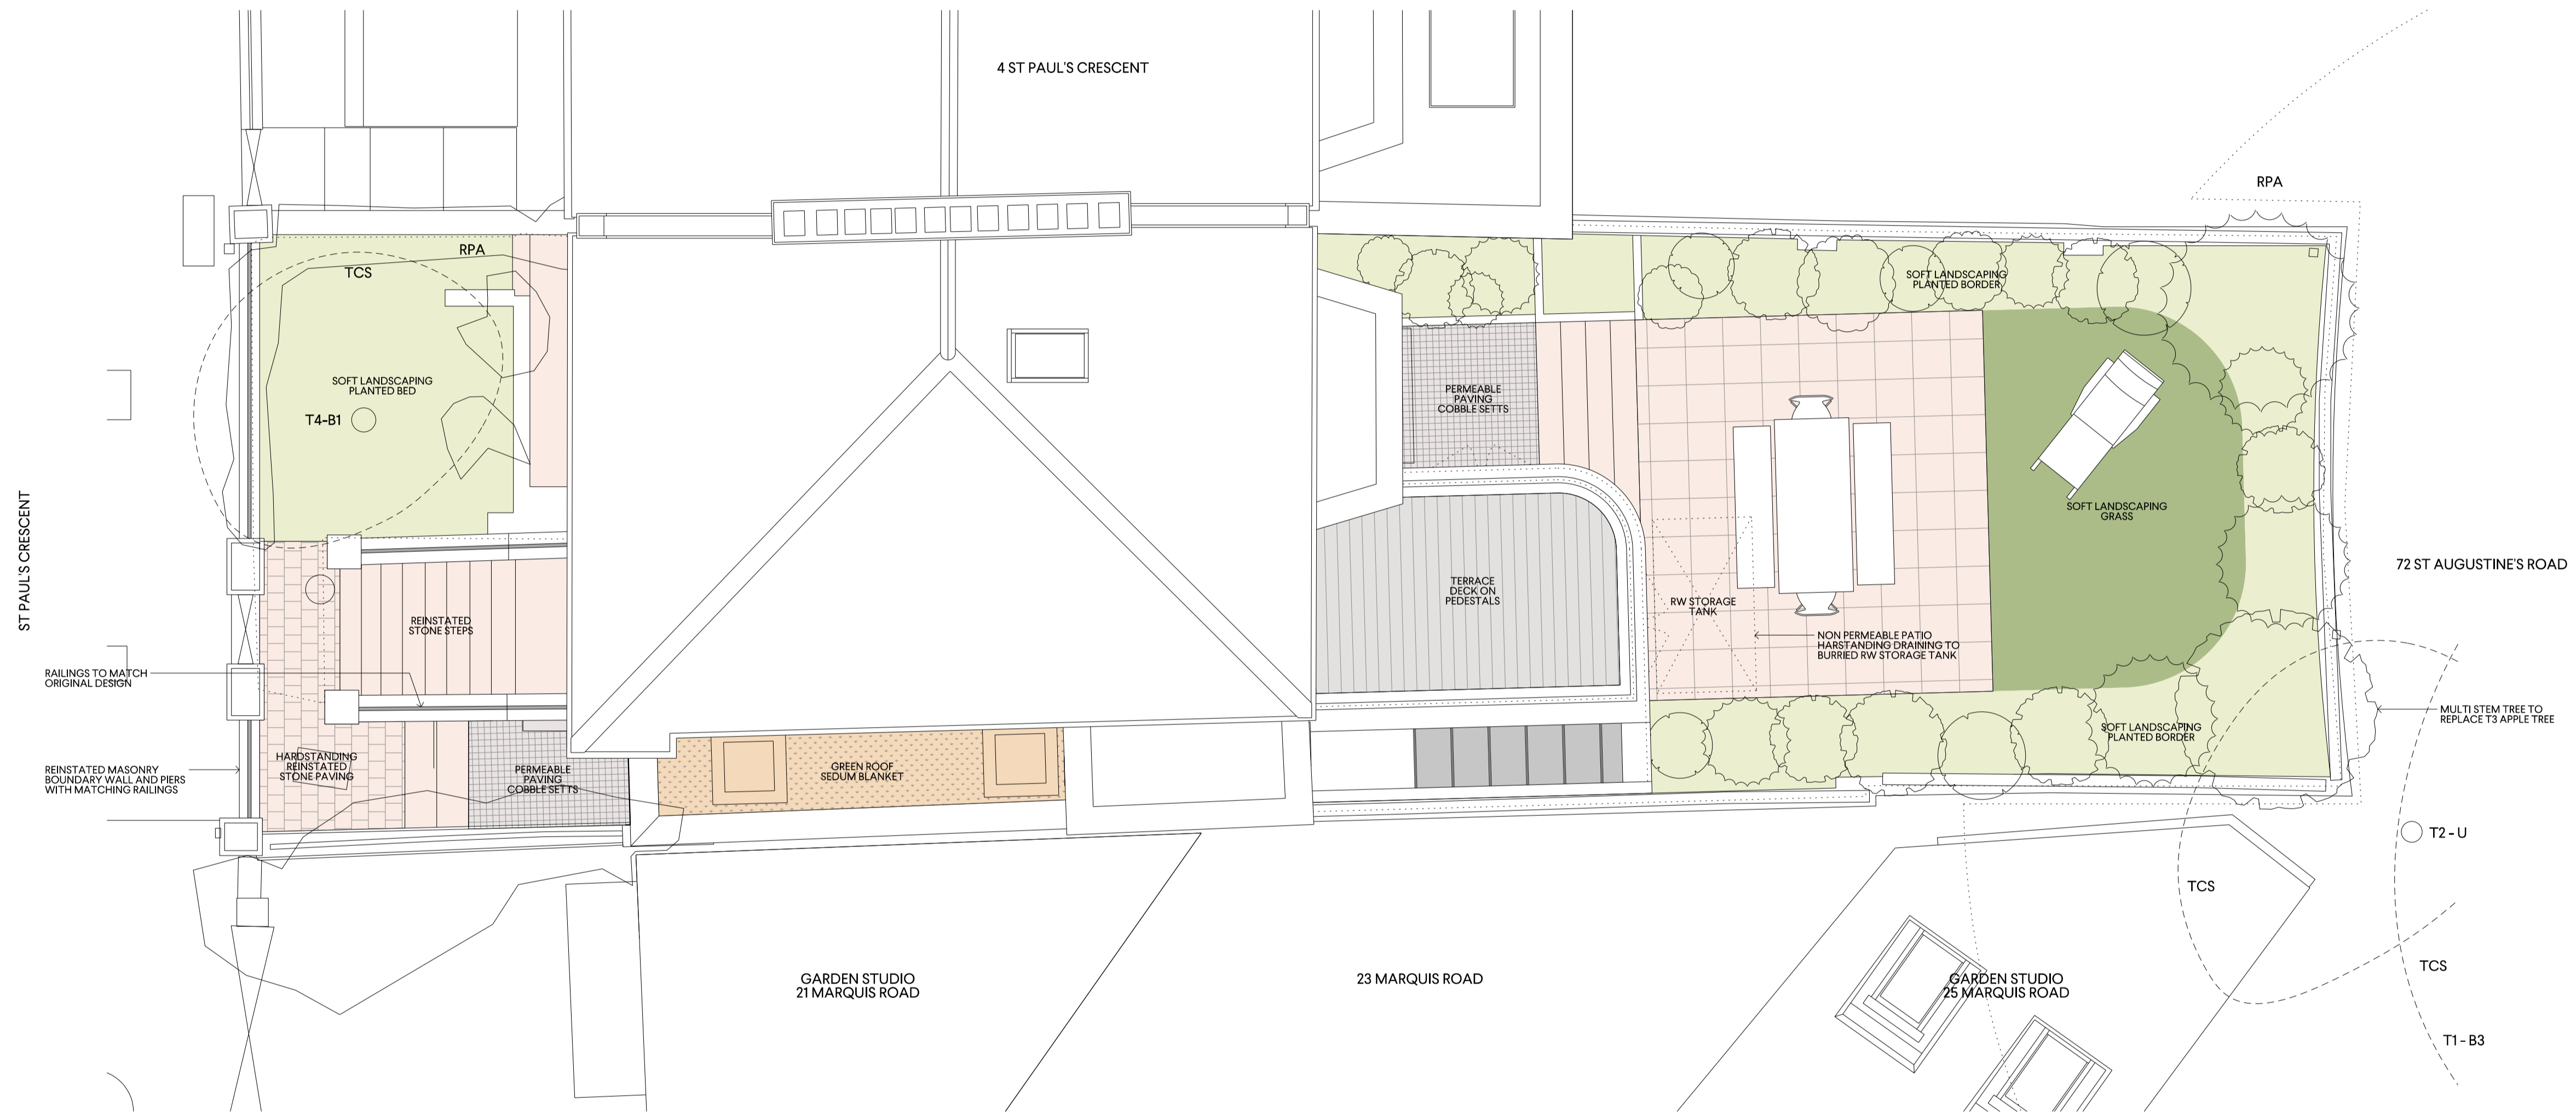 4 ST PAUL'S CRESCENT
RPA
RPA
TCS
SOFT LANDSCAPING
PLANTED BORDER
SOFT LANDSCAPING
PLANTED BED
T4-B1
PERMEABLE
PAVING
COBBLE SETTS
SOFT LANDSCAPING
GRASS
ST PAUL'S CRESCENT
72 ST AUGUSTINE'S ROAD
TERRACE
DECK ON
PEDESTALS
RW STORAGE
TANK
REINSTATED
STONE STEPS
NON PERMEABLE PATIO
HARSTANDING DRAINING TO
BURRIED RW STORAGE TANK
RAILINGS TO MATCH
ORIGINAL DESIGN
MULTI STEM TREE TO
REPLACE T3 APPLE TREE
SOFT LANDSCAPING
PLANTED BORDER
HARDSTANDING
REINSTATED
STONE PAVING
PERMEABLE
PAVING
COBBLE SETTS
GREEN ROOF
SEDUM BLANKET
REINSTATED MASONRY
BOUNDARY WALL AND PIERS
WITH MATCHING RAILINGS
T2 - U
TCS
TCS
GARDEN STUDIO
21 MARQUIS ROAD
23 MARQUIS ROAD
GARDEN STUDIO
25 MARQUIS ROAD
T1 - B3